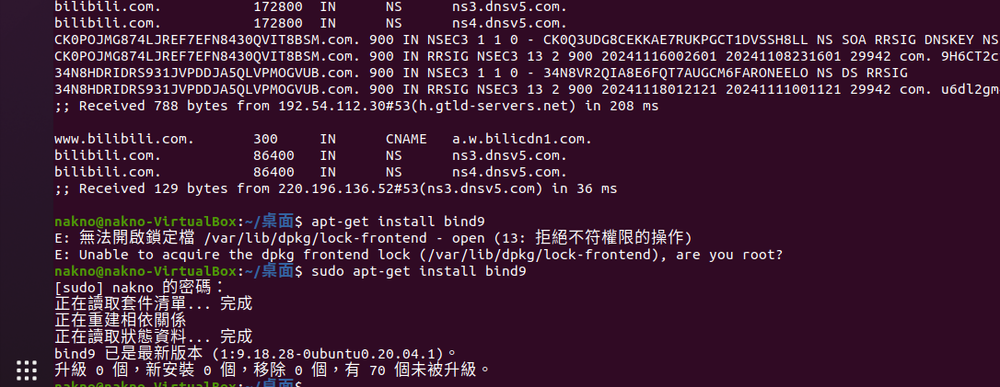 bilibili.com. 172800 IN NS ns3.dnsv5.com.
bilibili.com. 172800 IN NS ns4.dnsv5.com.
CK0POJMG874LJREF7EFN8430QVIT8BSM.com. 900 IN NSEC3 1 1 0 - CK0Q3UDG8CEKKAE7RUKPGCT1DVSSH8LL NS SOA RRSIG DNSKEY NS
CK0POJMG874LJREF7EFN8430QVIT8BSM.com. 900 IN RRSIG NSEC3 13 2 900 20241116002601 20241108231601 29942 com. 9H6CT2c
34N8HDRIDRS931JVPDDJA5QLVPMOGVUB.com. 900 IN NSEC3 1 1 0 - 34N8VR2QIA8E6FQT7AUGCM6FARONEELO NS DS RRSIG
34N8HDRIDRS931JVPDDJA5QLVPMOGVUB.com. 900 IN RRSIG NSEC3 13 2 900 20241118012121 20241111001121 29942 com. u6dl2gm
;; Received 788 bytes from 192.54.112.30#53(h.gtld-servers.net) in 208 ms
www.bilibili.com. 300 IN CNAME a.w.bilicdn1.com.
bilibili.com. 86400 IN NS ns3.dnsv5.com.
bilibili.com. 86400 IN NS ns4.dnsv5.com.
;; Received 129 bytes from 220.196.136.52#53(ns3.dnsv5.com) in 36 ms
nakno@nakno-VirtualBox:~/桌面$ apt-get install bind9
E: 無法開啟鎖定檔 /var/lib/dpkg/lock-frontend - open (13: 拒絕不符權限的操作)
E: Unable to acquire the dpkg frontend lock (/var/lib/dpkg/lock-frontend), are you root?
nakno@nakno-VirtualBox:~/桌面$ sudo apt-get install bind9
[sudo] nakno 的密碼：
正在讀取套件清單... 完成
正在重建相依關係
正在讀取狀態資料... 完成
bind9 已是最新版本 (1:9.18.28-0ubuntu0.20.04.1)。
升級 0 個，新安裝 0 個，移除 0 個，有 70 個未被升級。
nakno@nakno-VirtualBox:~/桌面$